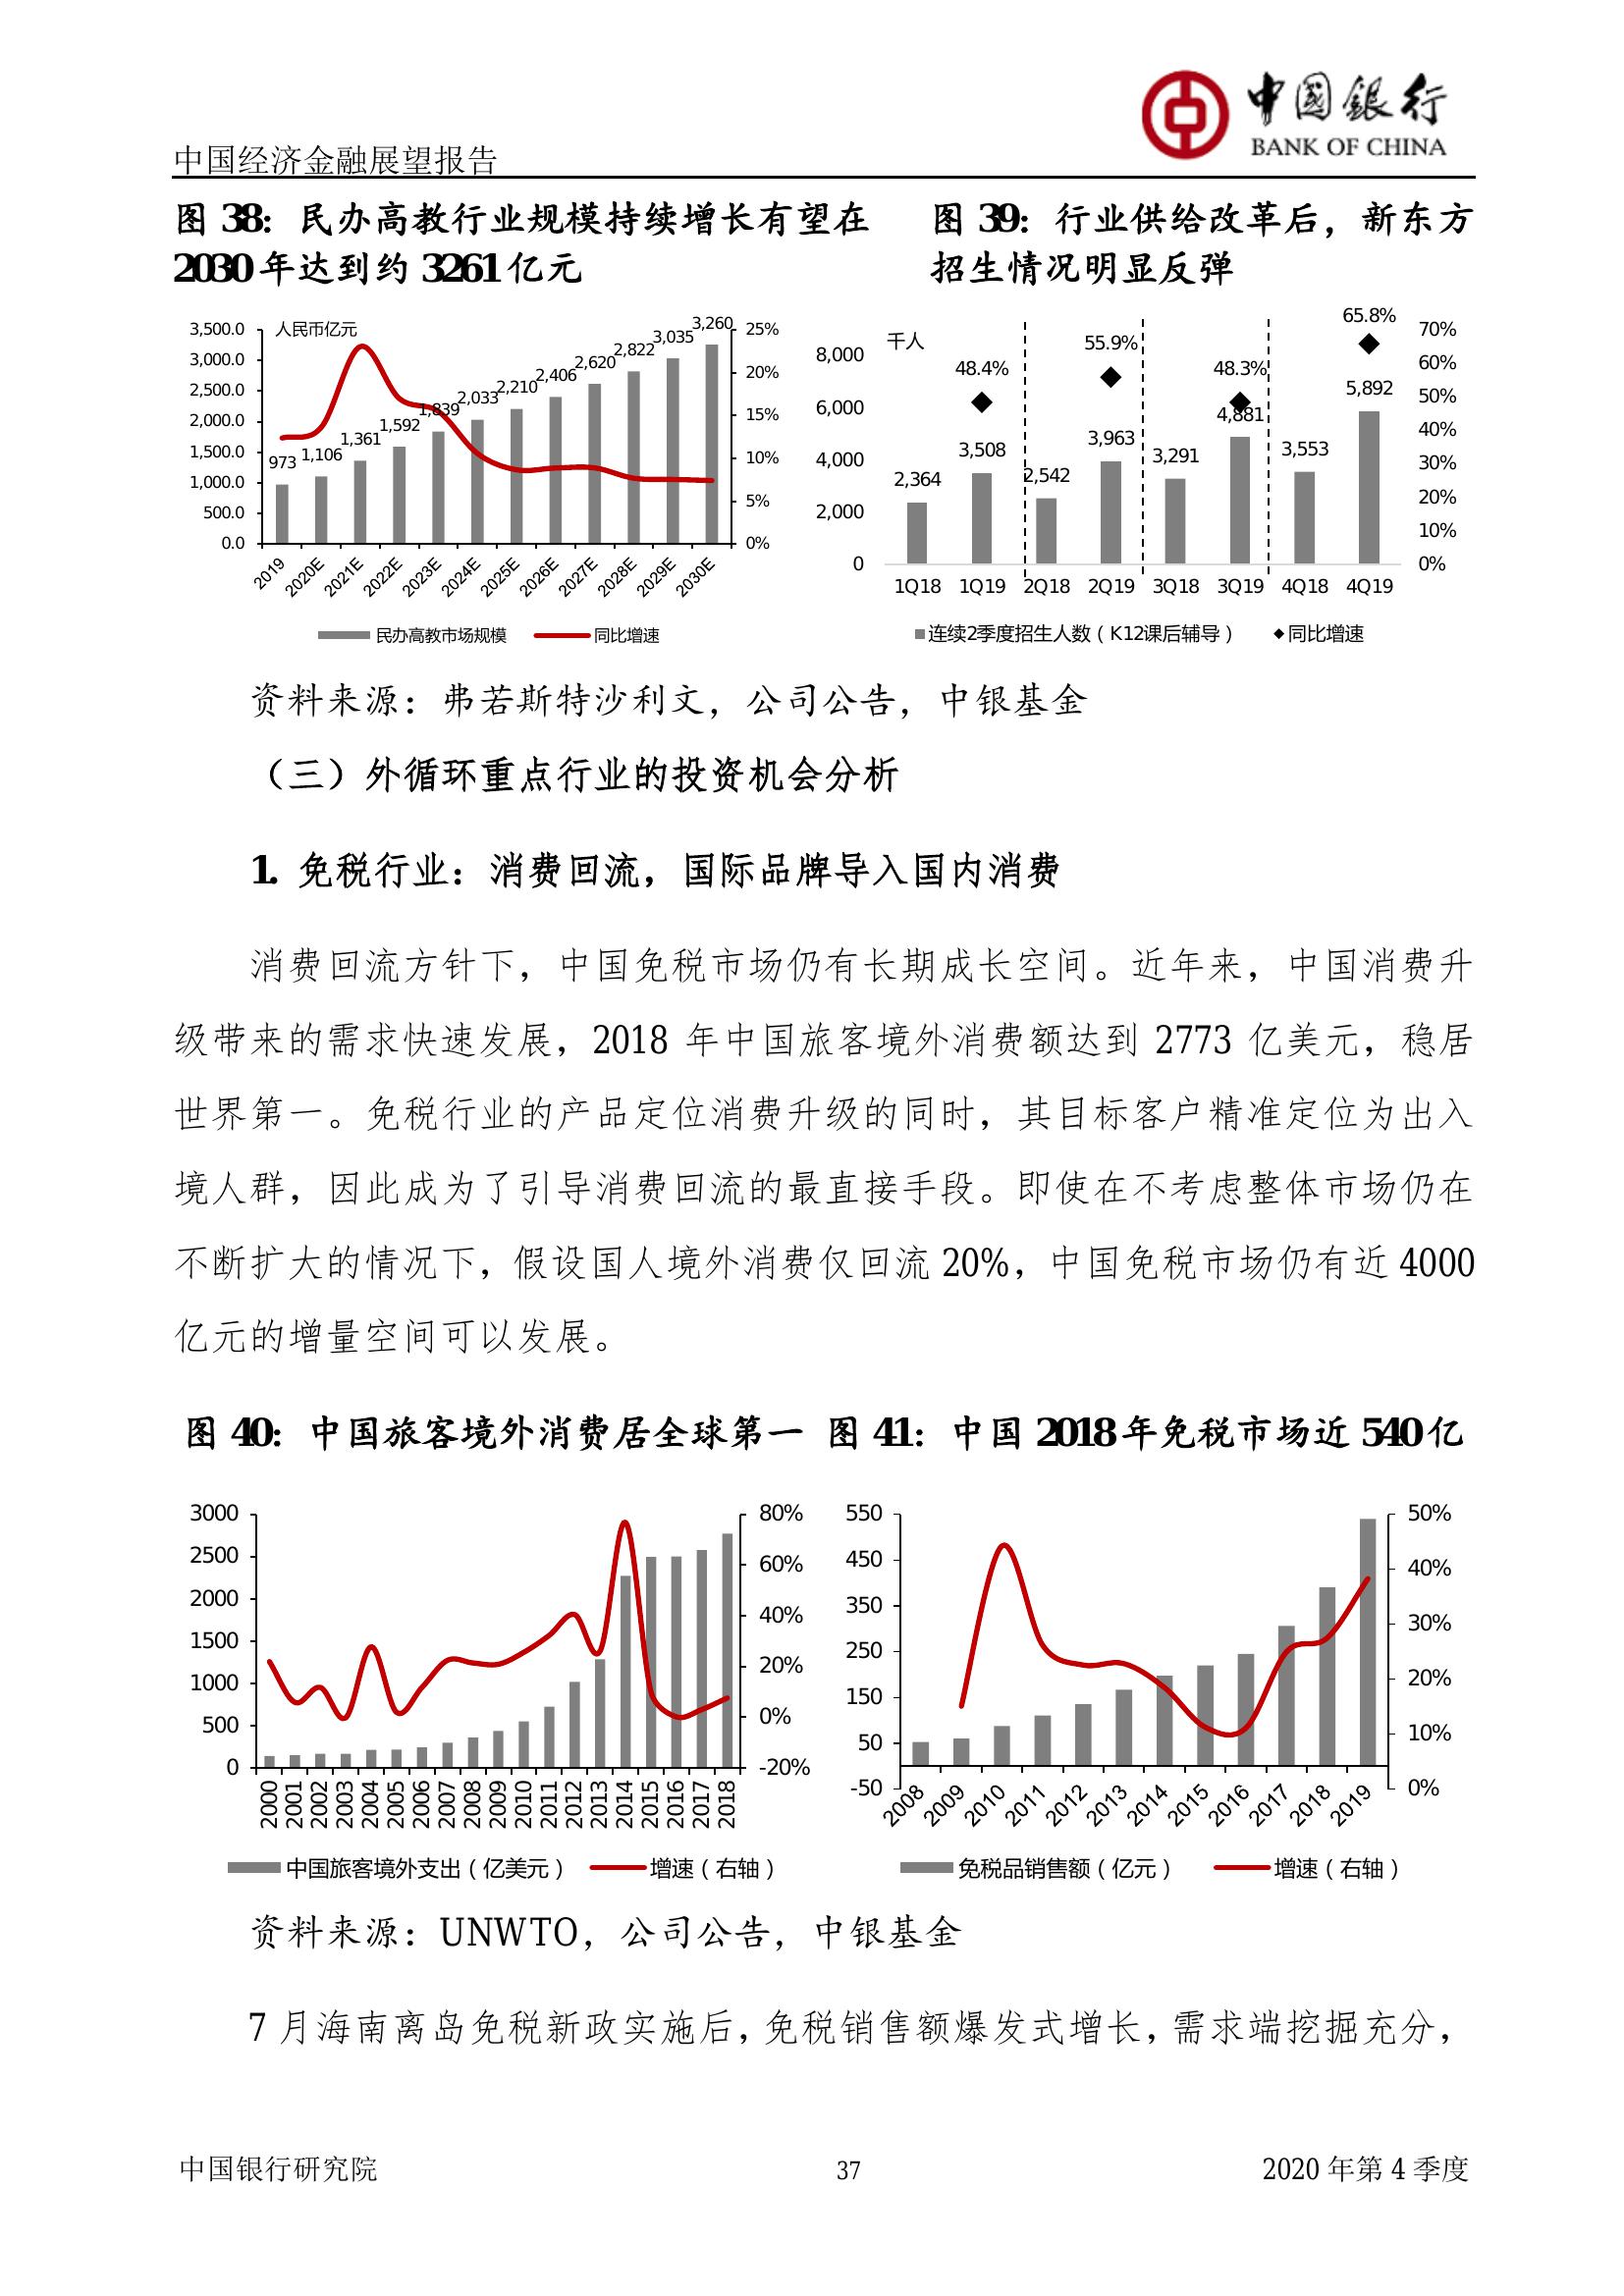 中國銀行
BANK OF CHINA
中国经济金融展望报告
图 38：民办高教行业规模持续增长有望在
2030 年达到约 3261 亿元
3,500.0
3,000.0
2,500.0
2,000.0
1,500.0
1,000.0
500.0
0.0
人民币亿元
973
1,106
1,361
1,592
1,839
2,033
2,210
2,406
2,620
2,822
3,035
3,260
25%
20%
15%
10%
5%
0%
2019
2020E
2021E
2022E
2023E
2024E
2025E
2026E
2027E
2028E
2029E
2030E
民办高教市场规模
同比增速
图 39：行业供给改革后，新东方
招生情况明显反弹
千人
8,000
6,000
4,000
2,000
0
48.4%
55.9%
48.3%
65.8%
2,364
3,508
2,542
3,963
3,291
4,881
3,553
5,892
70%
60%
50%
40%
30%
20%
10%
0%
1Q18
1Q19
2Q18
2Q19
3Q18
3Q19
4Q18
4Q19
连续2季度招生人数（K12课后辅导）
同比增速
资料来源：弗若斯特沙利文，公司公告，中银基金
（三）外循环重点行业的投资机会分析
1. 免税行业：消费回流，国际品牌导入国内消费
消费回流方针下，中国免税市场仍有长期成长空间。近年来，中国消费升
级带来的需求快速发展，2018 年中国旅客境外消费额达到 2773 亿美元，稳居
世界第一。免税行业的产品定位消费升级的同时，其目标客户精准定位为出入
境人群，因此成为了引导消费回流的最直接手段。即使在不考虑整体市场仍在
不断扩大的情况下，假设国人境外消费仅回流 20%，中国免税市场仍有近 4000
亿元的增量空间可以发展。
图 40：中国旅客境外消费居全球第一
3000
2500
2000
1500
1000
500
0
80%
60%
40%
20%
0%
-20%
2000
2001
2002
2003
2004
2005
2006
2007
2008
2009
2010
2011
2012
2013
2014
2015
2016
2017
2018
中国旅客境外支出（亿美元）
增速（右轴）
图 41：中国 2018 年免税市场近 540 亿
550
450
350
250
150
50
-50
50%
40%
30%
20%
10%
0%
2008
2009
2010
2011
2012
2013
2014
2015
2016
2017
2018
2019
免税品销售额（亿元）
增速（右轴）
资料来源：UNWTO，公司公告，中银基金
7 月海南离岛免税新政实施后，免税销售额爆发式增长，需求端挖掘充分，
中国银行研究院
37
2020 年第 4 季度